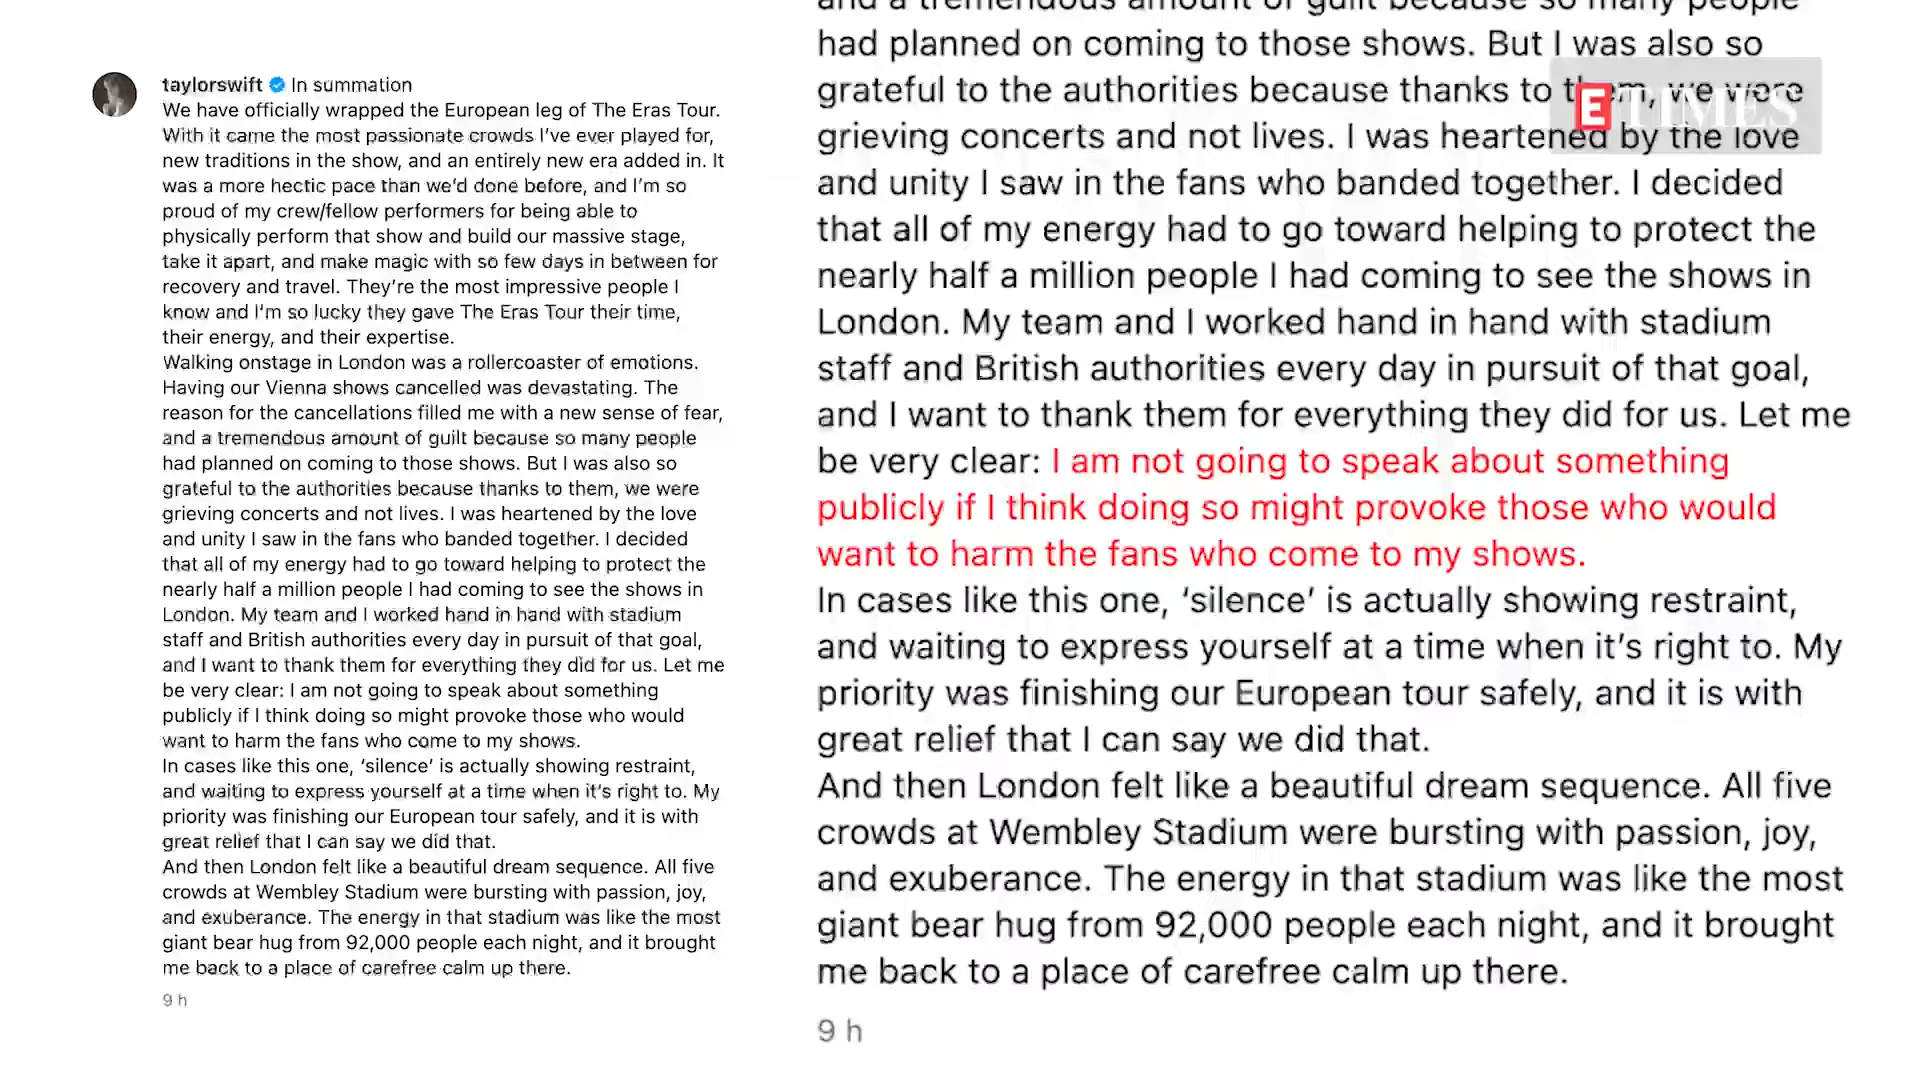 taylorswift In summation
We have officially wrapped the European leg of The Eras Tour.
With it came the most passionate crowds I've ever played for,
new traditions in the show, and an entirely new era added in. It
was a more hectic pace than we'd done before, and I'm so
proud of my crew/fellow performers for being able to
physically perform that show and build our massive stage,
take it apart, and make magic with so few days in between for
recovery and travel. They're the most impressive people I
know and I'm so lucky they gave The Eras Tour their time,
their energy, and their expertise.
Walking onstage in London was a rollercoaster of emotions.
Having our Vienna shows cancelled was devastating. The
reason for the cancellations filled me with a new sense of fear,
and a tremendous amount of guilt because so many people
had planned on coming to those shows. But I was also so
grateful to the authorities because thanks to them, we were
grieving concerts and not lives. I was heartened by the love
and unity I saw in the fans who banded together. I decided
that all of my energy had to go toward helping to protect the
nearly half a million people I had coming to see the shows in
London. My team and I worked hand in hand with stadium
staff and British authorities every day in pursuit of that goal,
and I want to thank them for everything they did for us. Let me
be very clear: I am not going to speak about something
publicly if I think doing so might provoke those who would
want to harm the fans who come to my shows.
In cases like this one, 'silence' is actually showing restraint,
and waiting to express yourself at a time when it's right to. My
priority was finishing our European tour safely, and it is with
great relief that I can say we did that.
And then London felt like a beautiful dream sequence. All five
crowds at Wembley Stadium were bursting with passion, joy,
and exuberance. The energy in that stadium was like the most
giant bear hug from 92,000 people each night, and it brought
me back to a place of carefree calm up there.
9 h
and a tremendous amount of guilt because so many people
had planned on coming to those shows. But I was also so
grateful to the authorities because thanks to them, we were
grieving concerts and not lives. I was heartened by the love
and unity I saw in the fans who banded together. I decided
that all of my energy had to go toward helping to protect the
nearly half a million people I had coming to see the shows in
London. My team and I worked hand in hand with stadium
staff and British authorities every day in pursuit of that goal,
and I want to thank them for everything they did for us. Let me
be very clear: I am not going to speak about something
publicly if I think doing so might provoke those who would
want to harm the fans who come to my shows.
In cases like this one, 'silence' is actually showing restraint,
and waiting to express yourself at a time when it's right to. My
priority was finishing our European tour safely, and it is with
great relief that I can say we did that.
And then London felt like a beautiful dream sequence. All five
crowds at Wembley Stadium were bursting with passion, joy,
and exuberance. The energy in that stadium was like the most
giant bear hug from 92,000 people each night, and it brought
me back to a place of carefree calm up there.
9 h
E TIMES